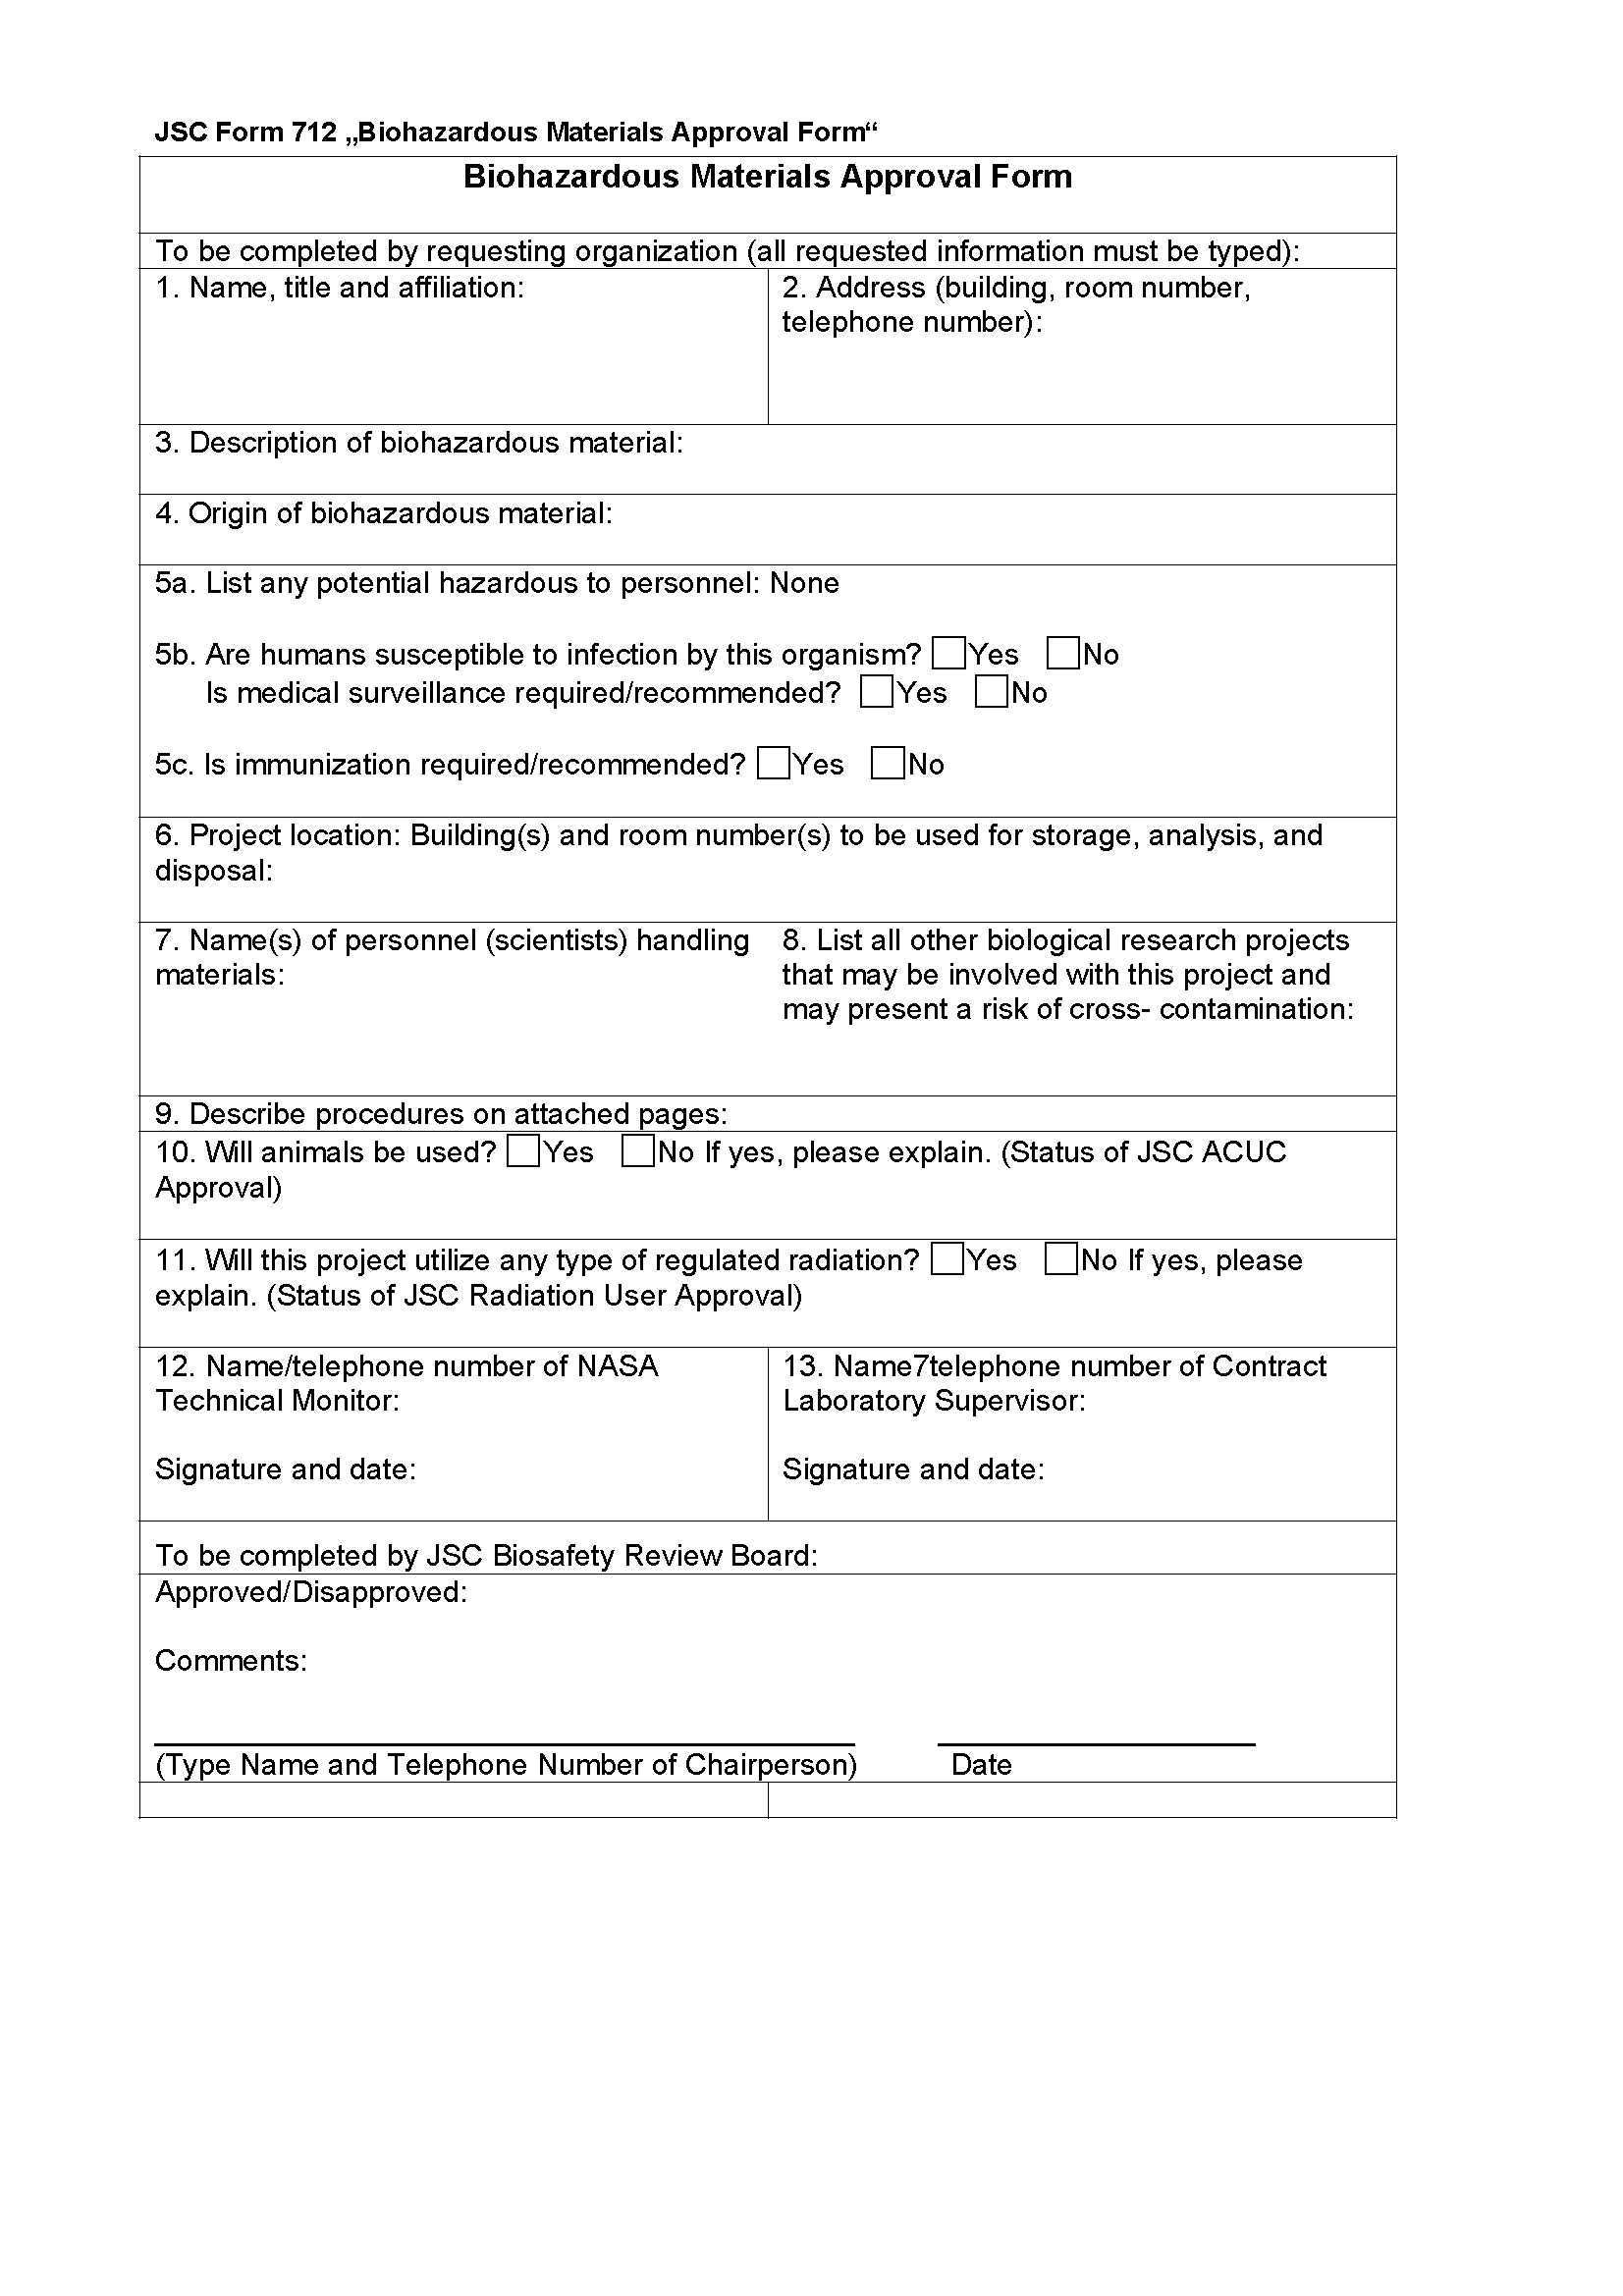 JSC Form 712 „Biohazardous Materials Approval Form“
Biohazardous Materials Approval Form
To be completed by requesting organization (all requested information must be typed):
1. Name, title and affiliation:
2. Address (building, room number,
telephone number):
3. Description of biohazardous material:
4. Origin of biohazardous material:
5a. List any potential hazardous to personnel: None
5b. Are humans susceptible to infection by this organism? Yes No
Is medical surveillance required/recommended? Yes No
5c. Is immunization required/recommended? Yes No
6. Project location: Building(s) and room number(s) to be used for storage, analysis, and
disposal:
7. Name(s) of personnel (scientists) handling
materials:
8. List all other biological research projects
that may be involved with this project and
may present a risk of cross- contamination:
9. Describe procedures on attached pages:
10. Will animals be used? Yes No If yes, please explain. (Status of JSC ACUC
Approval)
11. Will this project utilize any type of regulated radiation? Yes No If yes, please
explain. (Status of JSC Radiation User Approval)
12. Name/telephone number of NASA
Technical Monitor:
Signature and date:
13. Name7telephone number of Contract
Laboratory Supervisor:
Signature and date:
To be completed by JSC Biosafety Review Board:
Approved/Disapproved:
Comments:
(Type Name and Telephone Number of Chairperson) Date